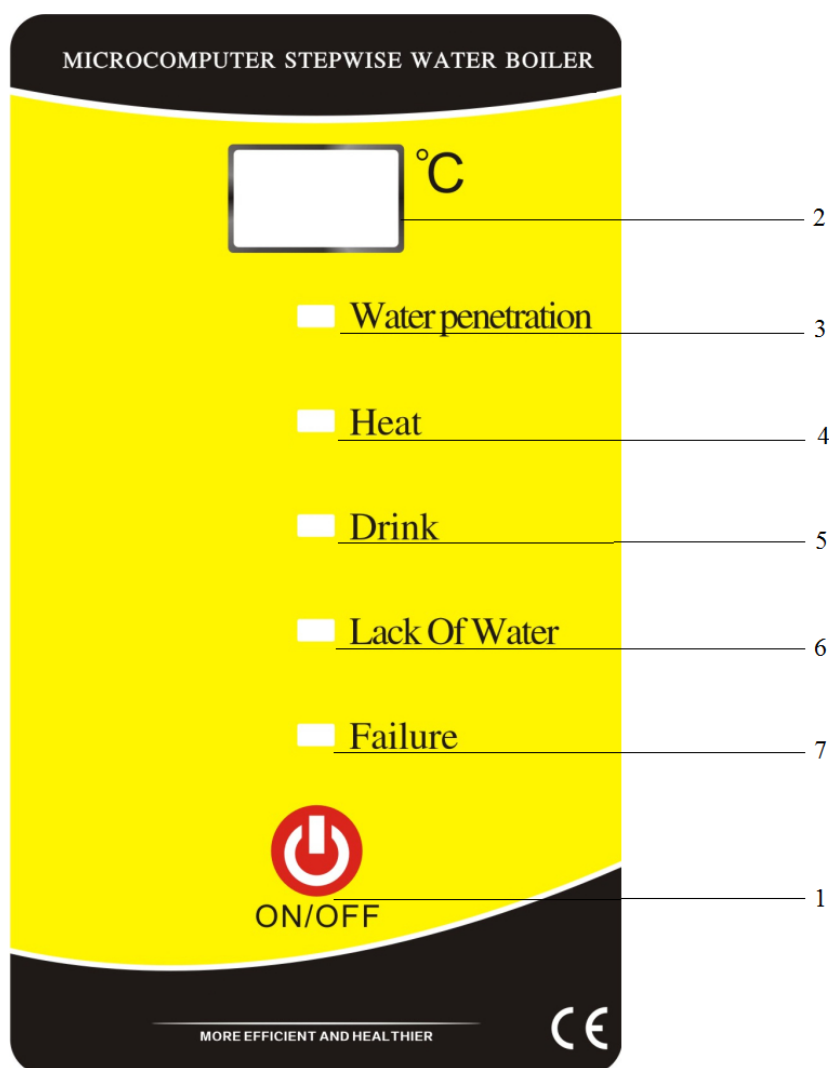 MICROCOMPUTER STEPWISE WATER BOILER
°C
2
Water penetration
3
Heat
4
Drink
5
Lack Of Water
6
Failure
7
1
ON/OFF
MORE EFFICIENT AND HEALTHIER
CE